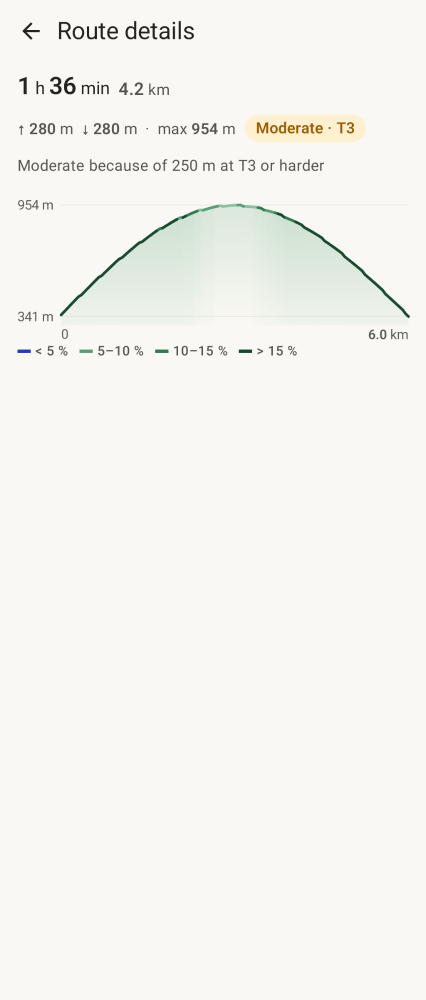 Route details
1 h 36 min 4.2 km
↑ 280 m ↓ 280 m · max 954 m Moderate · T3
Moderate because of 250 m at T3 or harder
954 m
341 m
0 6.0 km
< 5 % 5–10 % 10–15 % > 15 %